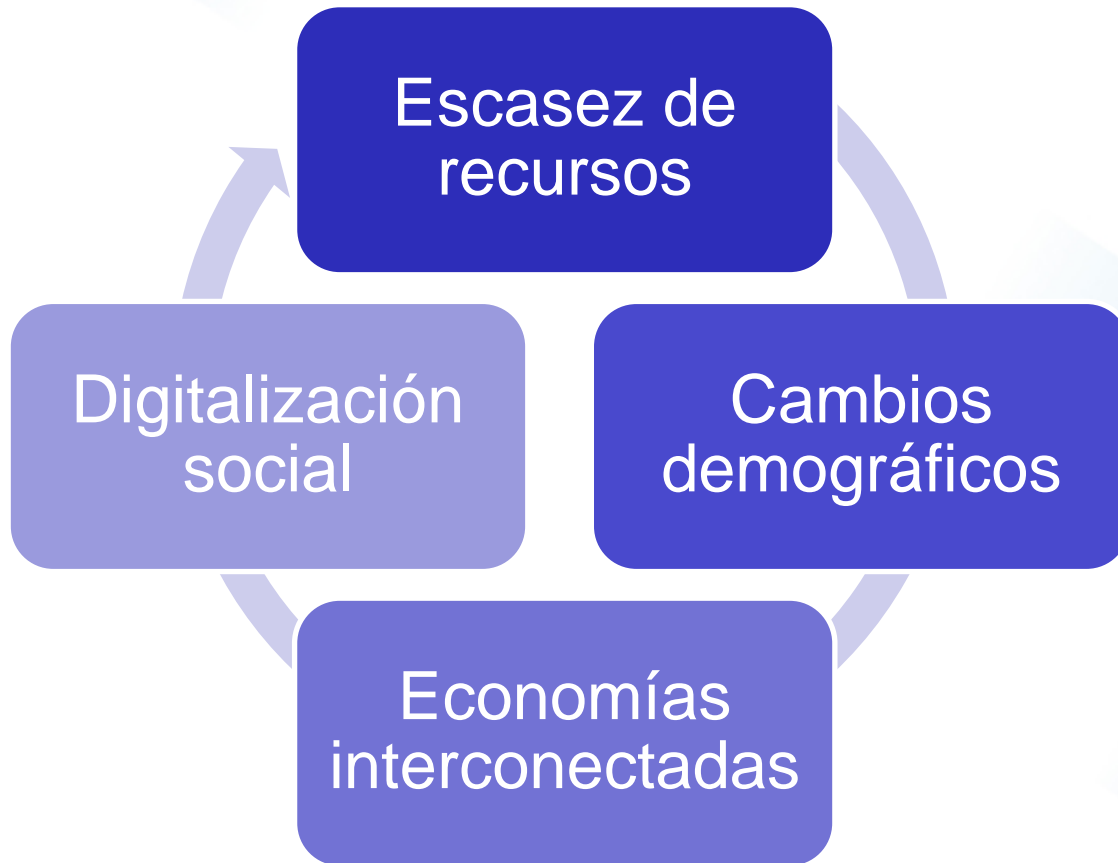 Escasez de
recursos
Cambios
demográficos
Economías
interconectadas
Digitalización
social